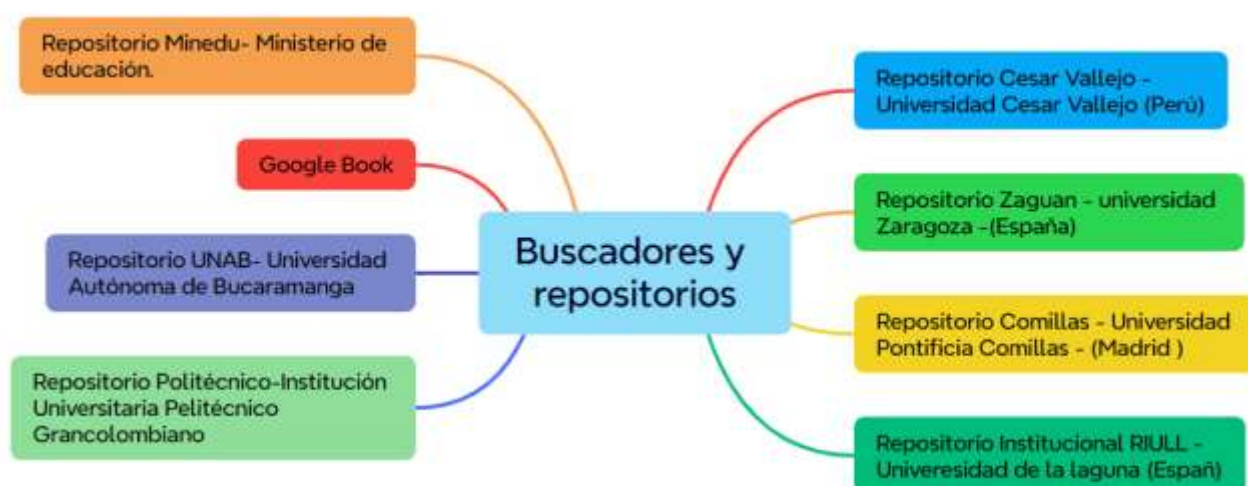 Repositorio Minedu- Ministerio de
educación.
Google Book
Repositorio UNAB- Universidad
Autónoma de Bucaramanga
Repositorio Politécnico-Institución
Universitaria Pelitécnico
Grancolombiano
Buscadores y
repositorios
Repositorio Cesar Vallejo -
Universidad Cesar Vallejo (Perú)
Repositorio Zaguan - universidad
Zaragoza -(España)
Repositorio Comillas - Universidad
Pontificia Comillas - (Madrid )
Repositorio Institucional RIULL -
Univeresidad de la laguna (Españ)